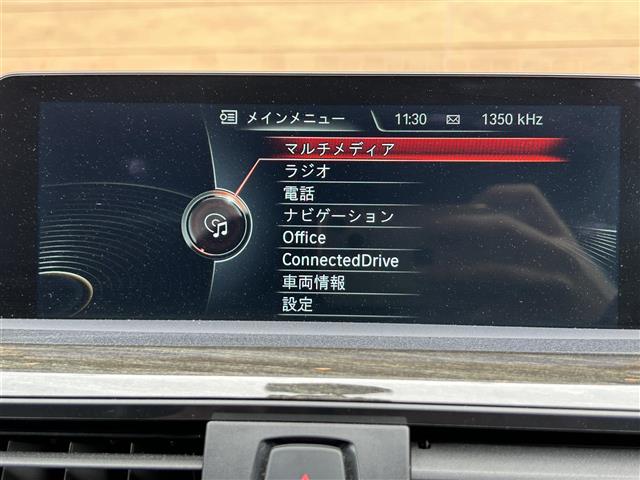 メインメニュー 11:30 1350 kHz
マルチメディア
ラジオ
電話
ナビゲーション
Office
ConnectedDrive
車両情報
設定